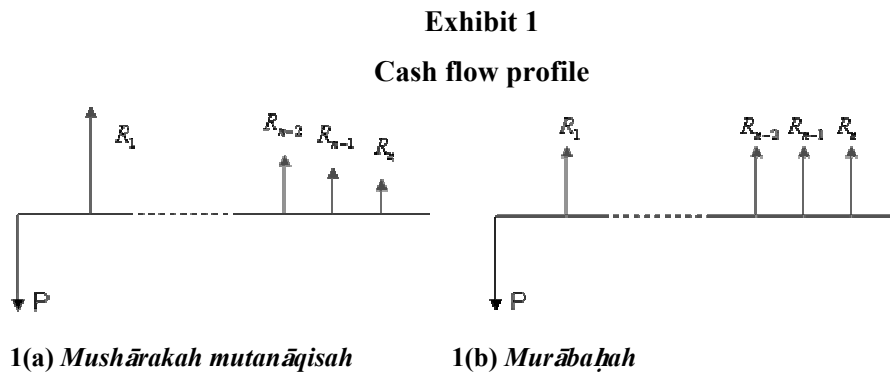 Exhibit 1
Cash flow profile
R₁ Rₙ₋₂ Rₙ₋₁ Rₙ
P
R₁ Rₙ₋₂ Rₙ₋₁ Rₙ
P
1(a) Mushārakah mutanāqisah 1(b) Murābaḥah